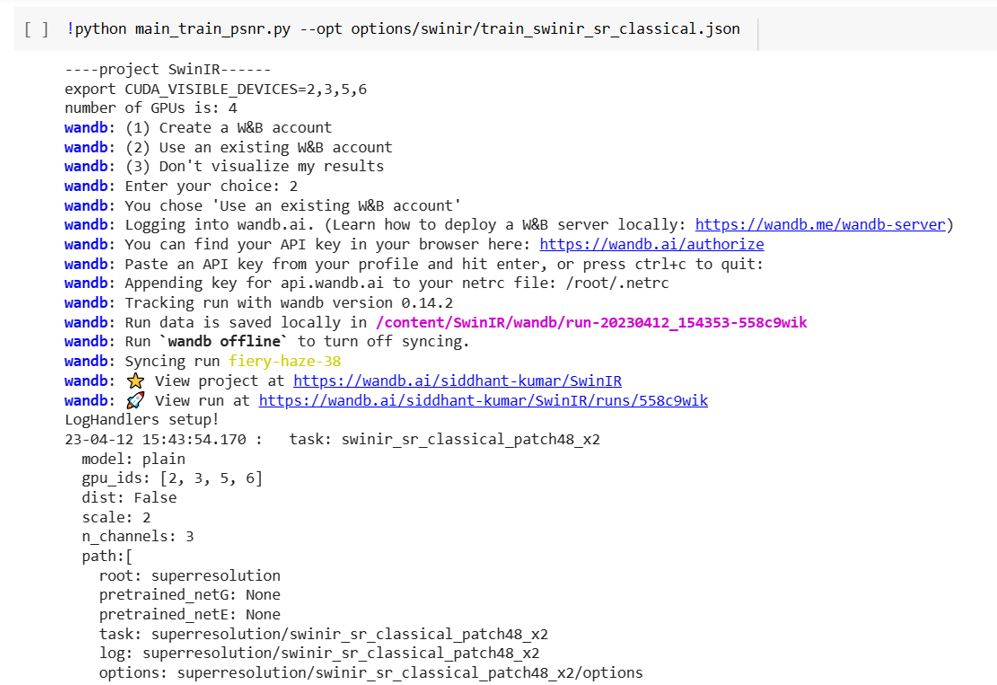 [ ] !python main_train_psnr.py --opt options/swinir/train_swinir_sr_classical.json
----project SwinIR------
export CUDA_VISIBLE_DEVICES=2,3,5,6
number of GPUs is: 4
wandb: (1) Create a W&B account
wandb: (2) Use an existing W&B account
wandb: (3) Don't visualize my results
wandb: Enter your choice: 2
wandb: You chose 'Use an existing W&B account'
wandb: Logging into wandb.ai. (Learn how to deploy a W&B server locally: https://wandb.me/wandb-server)
wandb: You can find your API key in your browser here: https://wandb.ai/authorize
wandb: Paste an API key from your profile and hit enter, or press ctrl+c to quit:
wandb: Appending key for api.wandb.ai to your netrc file: /root/.netrc
wandb: Tracking run with wandb version 0.14.2
wandb: Run data is saved locally in /content/SwinIR/wandb/run-20230412_154353-558c9wik
wandb: Run `wandb offline` to turn off syncing.
wandb: Syncing run fiery-haze-38
wandb: ⭐ View project at https://wandb.ai/siddhant-kumar/SwinIR
wandb: 🚀 View run at https://wandb.ai/siddhant-kumar/SwinIR/runs/558c9wik
LogHandlers setup!
23-04-12 15:43:54.170 :   task: swinir_sr_classical_patch48_x2
  model: plain
  gpu_ids: [2, 3, 5, 6]
  dist: False
  scale: 2
  n_channels: 3
  path:[
    root: superresolution
    pretrained_netG: None
    pretrained_netE: None
    task: superresolution/swinir_sr_classical_patch48_x2
    log: superresolution/swinir_sr_classical_patch48_x2
    options: superresolution/swinir_sr_classical_patch48_x2/options